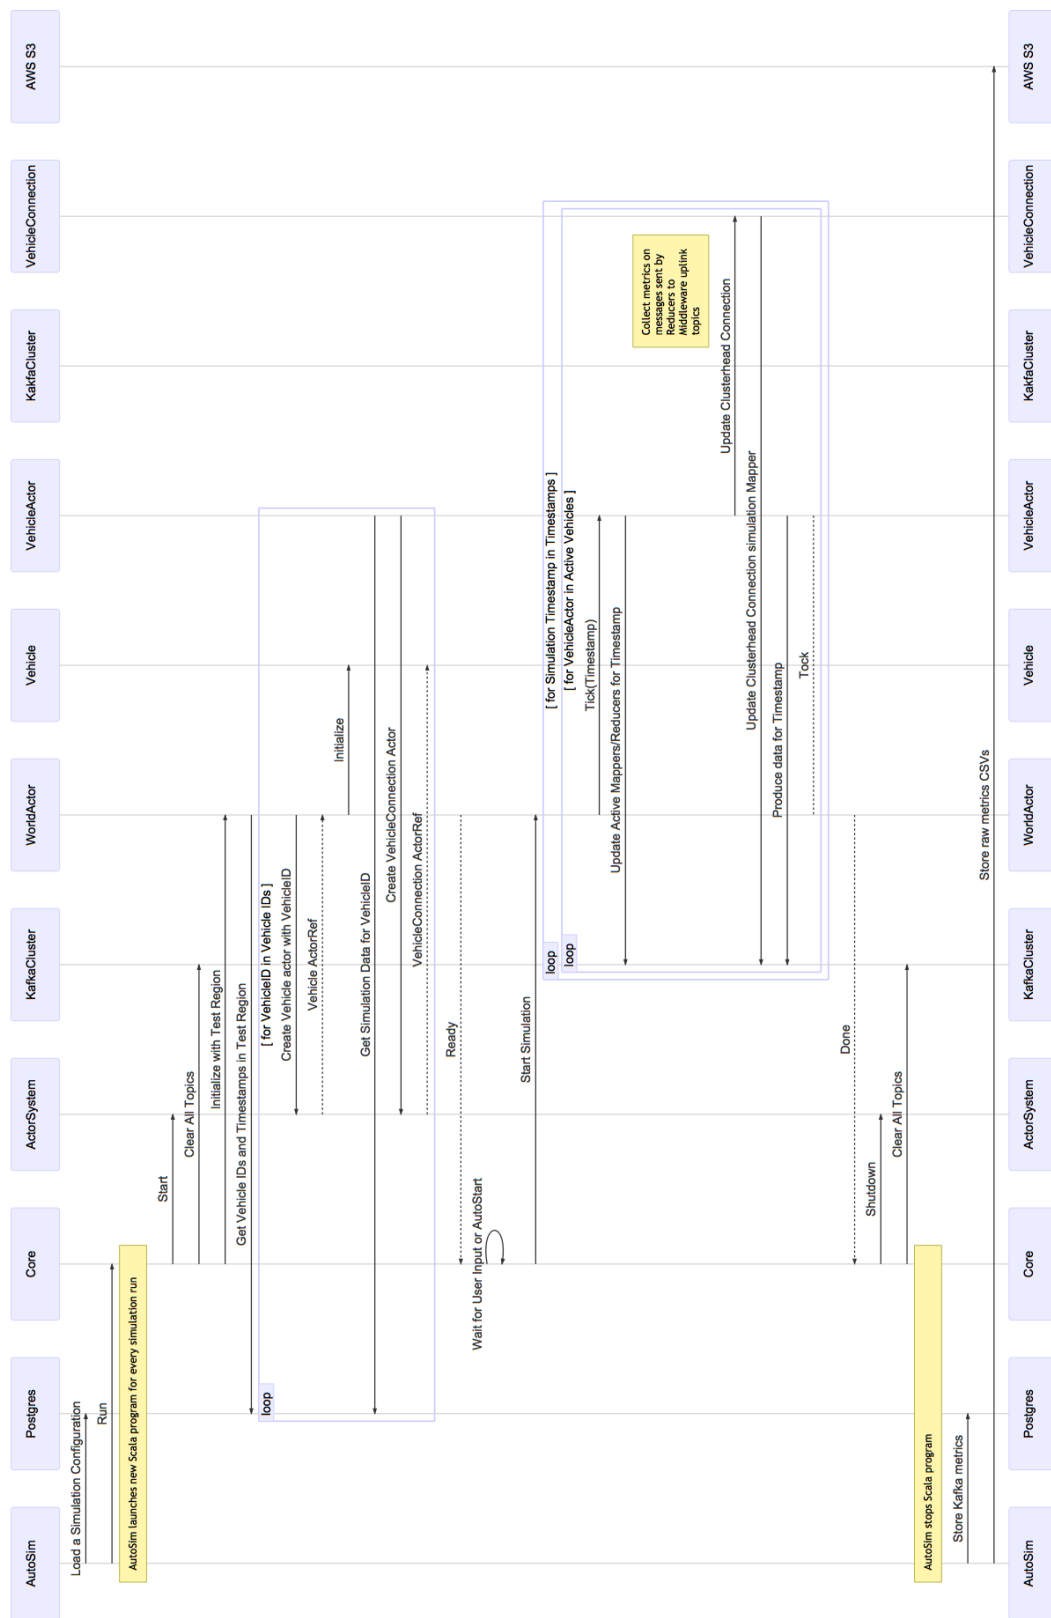 AutoSim
Postgres
Core
ActorSystem
KafkaCluster
WorldActor
Vehicle
VehicleActor
KakfaCluster
VehicleConnection
AWS S3
Load a Simulation Configuration
Run
AutoSim launches new Scala program for every simulation run
Start
Clear All Topics
Initialize with Test Region
Get Vehicle IDs and Timestamps in Test Region
loop
[ for VehicleID in Vehicle IDs ]
Create Vehicle actor with VehicleID
Vehicle ActorRef
Initialize
Get Simulation Data for VehicleID
Create VehicleConnection Actor
VehicleConnection ActorRef
Ready
Wait for User Input or AutoStart
Start Simulation
loop
[ for Simulation Timestamp in Timestamps ]
loop
[ for VehicleActor in Active Vehicles ]
Tick(Timestamp)
Update Active Mappers/Reducers for Timestamp
Collect metrics on
messages sent by
Reducers to
Middleware uplink
topics
Update Clusterhead Connection
Update Clusterhead Connection simulation Mapper
Produce data for Timestamp
Tock
Done
Shutdown
Clear All Topics
AutoSim stops Scala program
Store Kafka metrics
Store raw metrics CSVs
AutoSim
Postgres
Core
ActorSystem
KafkaCluster
WorldActor
Vehicle
VehicleActor
KakfaCluster
VehicleConnection
AWS S3